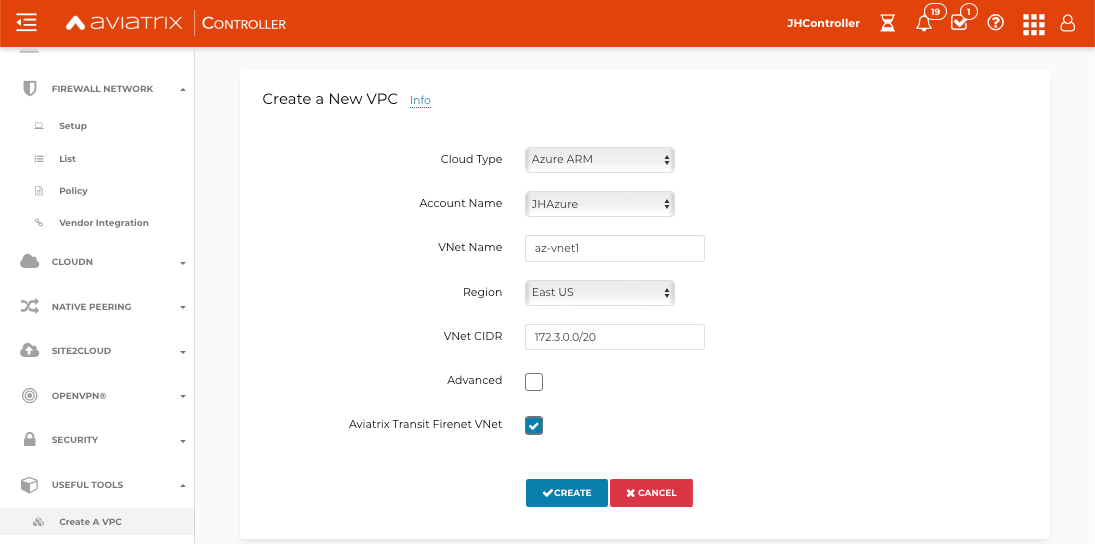 AVIATRIX | CONTROLLER
JHController
19
1
FIREWALL NETWORK
Setup
List
Policy
Vendor Integration
CLOUDN
NATIVE PEERING
SITE2CLOUD
OPENVPN®
SECURITY
USEFUL TOOLS
Create A VPC
Create a New VPC Info
Cloud Type Azure ARM
Account Name JHAzure
VNet Name az-vnet1
Region East US
VNet CIDR 172.3.0.0/20
Advanced
Aviatrix Transit Firenet VNet
CREATE CANCEL